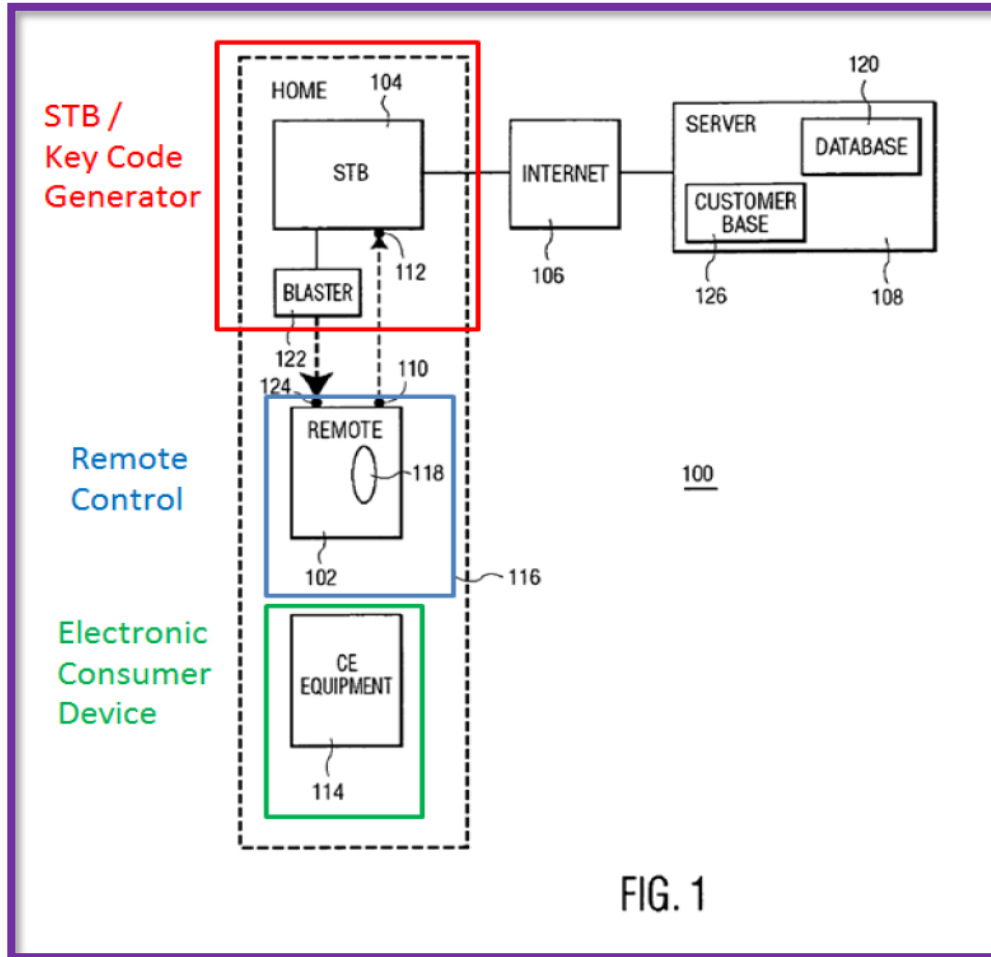 STB /
Key Code
Generator
HOME
104
STB
112
BLASTER
122
INTERNET
106
SERVER
120
DATABASE
CUSTOMER
BASE
126
108
Remote
Control
124
110
REMOTE
118
102
116
100
Electronic
Consumer
Device
CE
EQUIPMENT
114
FIG. 1